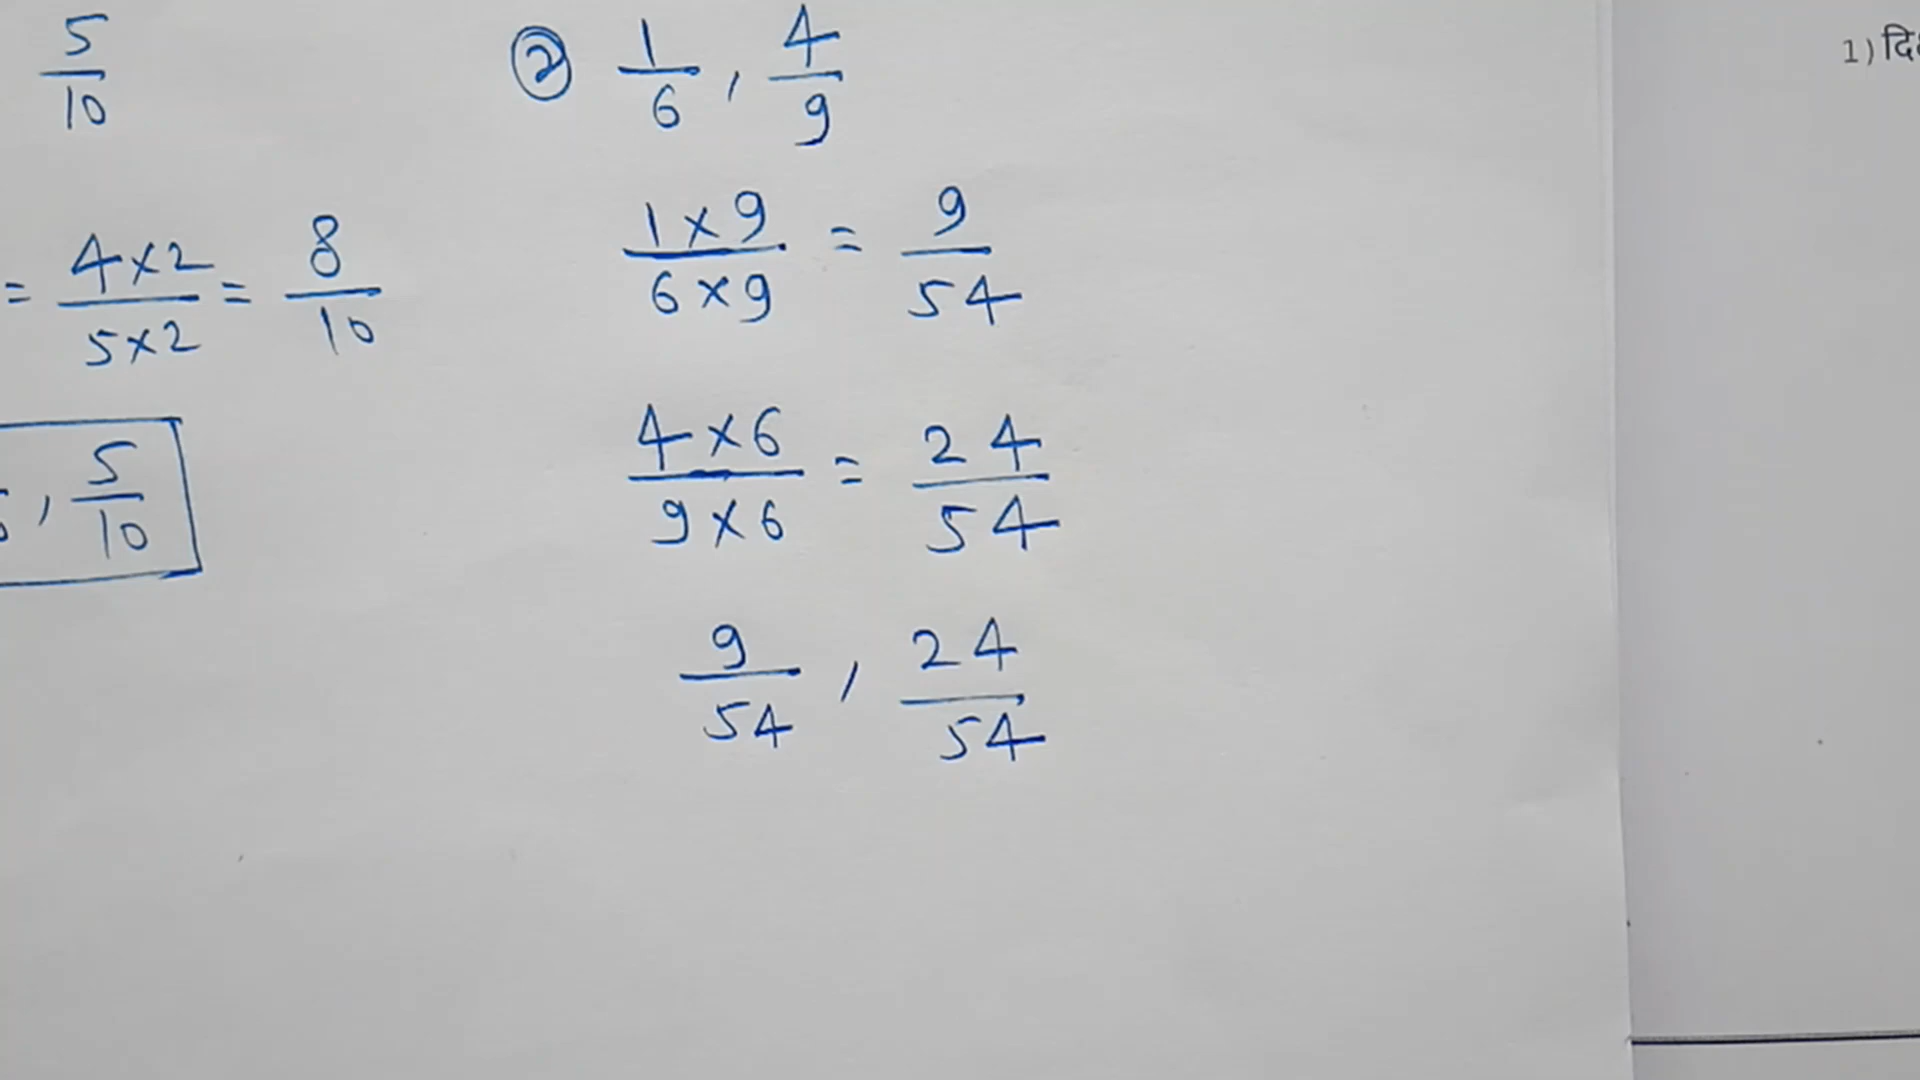 5/10
= 4×2/5×2 = 8/10
, 5/10
② 1/6 , 4/9
1×9/6×9 = 9/54
4×6/9×6 = 24/54
9/54 , 24/54
1)